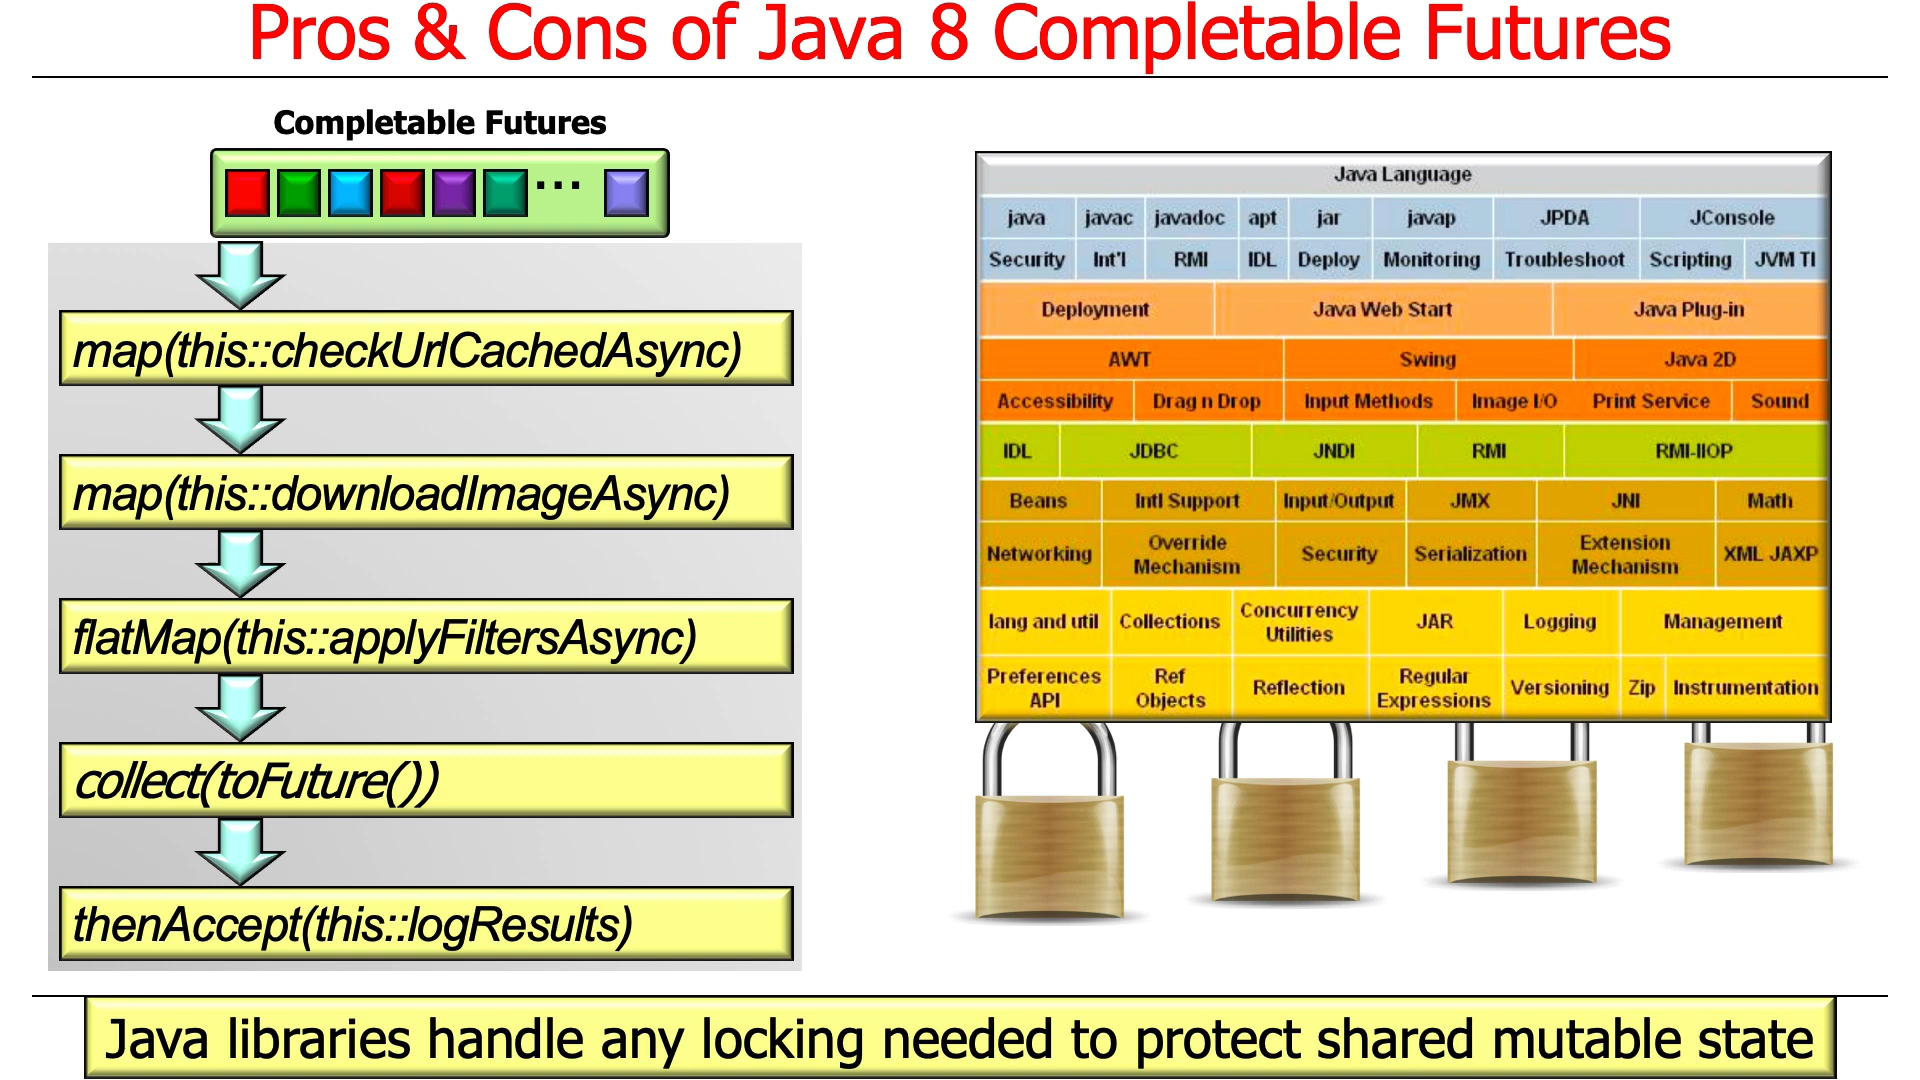 Pros & Cons of Java 8 Completable Futures
Completable Futures
...
map(this::checkUrlCachedAsync)
map(this::downloadImageAsync)
flatMap(this::applyFiltersAsync)
collect(toFuture())
thenAccept(this::logResults)
Java Language
java javac javadoc apt jar javap JPDA JConsole
Security Int'l RMI IDL Deploy Monitoring Troubleshoot Scripting JVM TI
Deployment Java Web Start Java Plug-in
AWT Swing Java 2D
Accessibility Drag n Drop Input Methods Image I/O Print Service Sound
IDL JDBC JNDI RMI RMI-IIOP
Beans Intl Support Input/Output JMX JNI Math
Networking Override Mechanism Security Serialization Extension Mechanism XML JAXP
lang and util Collections Concurrency Utilities JAR Logging Management
Preferences API Ref Objects Reflection Regular Expressions Versioning Zip Instrumentation
Java libraries handle any locking needed to protect shared mutable state